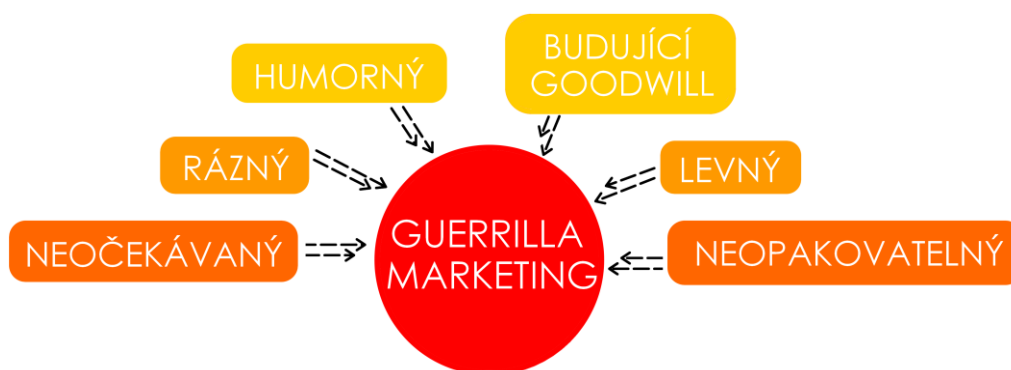 HUMORNÝ
BUDUJÍCÍ
GOODWILL
RÁZNÝ
LEVNÝ
NEOČEKÁVANÝ
GUERRILLA
MARKETING
NEOPAKOVATELNÝ